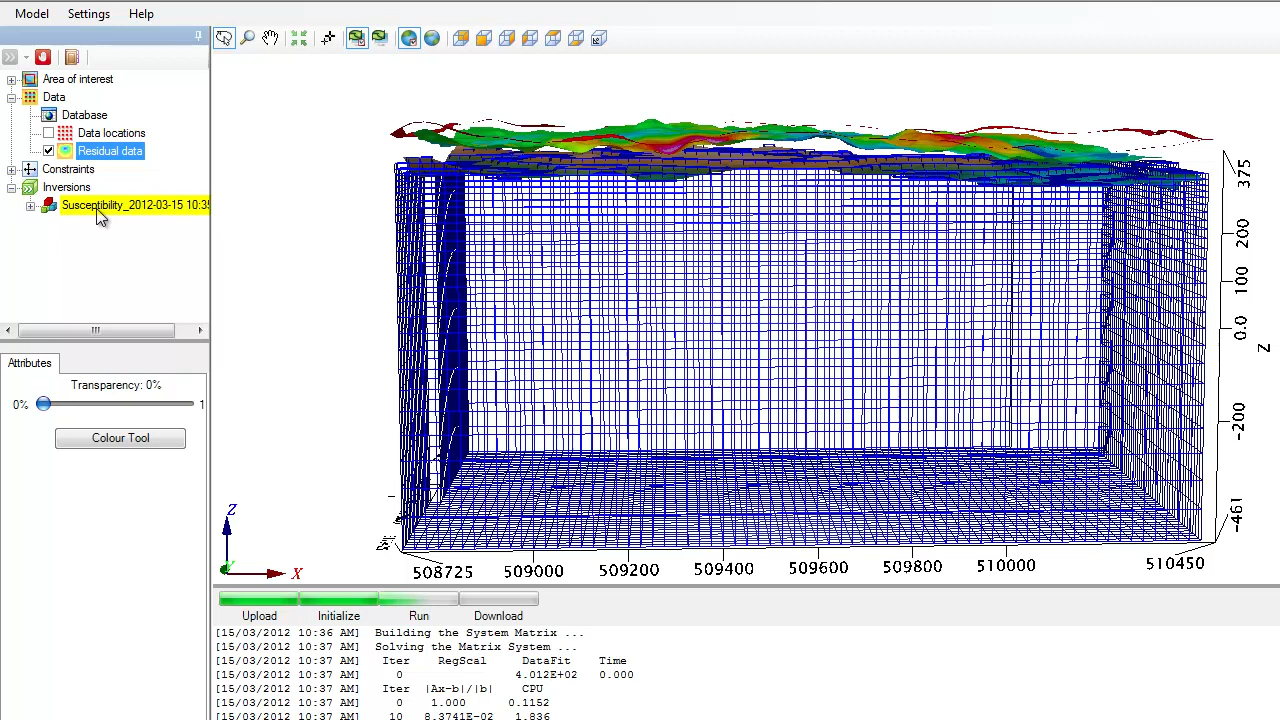 Model Settings Help
Area of interest
Data
Database
Data locations
Residual data
Constraints
Inversions
Susceptibility_2012-03-15 10:35
Attributes
Transparency: 0%
0% 1
Colour Tool
375
200
100
0.0
Z
-200
-461
Z
Y
X
508725 509000 509200 509400 509600 509800 510000 510450
Upload Initialize Run Download
[15/03/2012 10:36 AM] Building the System Matrix ...
[15/03/2012 10:37 AM] Solving the Matrix System ...
[15/03/2012 10:37 AM] Iter RegScal DataFit Time
[15/03/2012 10:37 AM] 0 4.012E+02 0.000
[15/03/2012 10:37 AM] Iter |Ax-b|/|b| CPU
[15/03/2012 10:37 AM] 0 1.000 0.1152
[15/03/2012 10:37 AM] 10 8.3741E-02 1.836